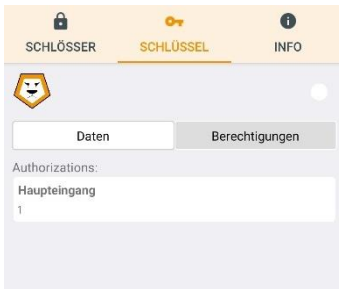 SCHLÖSSER SCHLÜSSEL INFO
Daten Berechtigungen
Authorizations:
Haupteingang
1